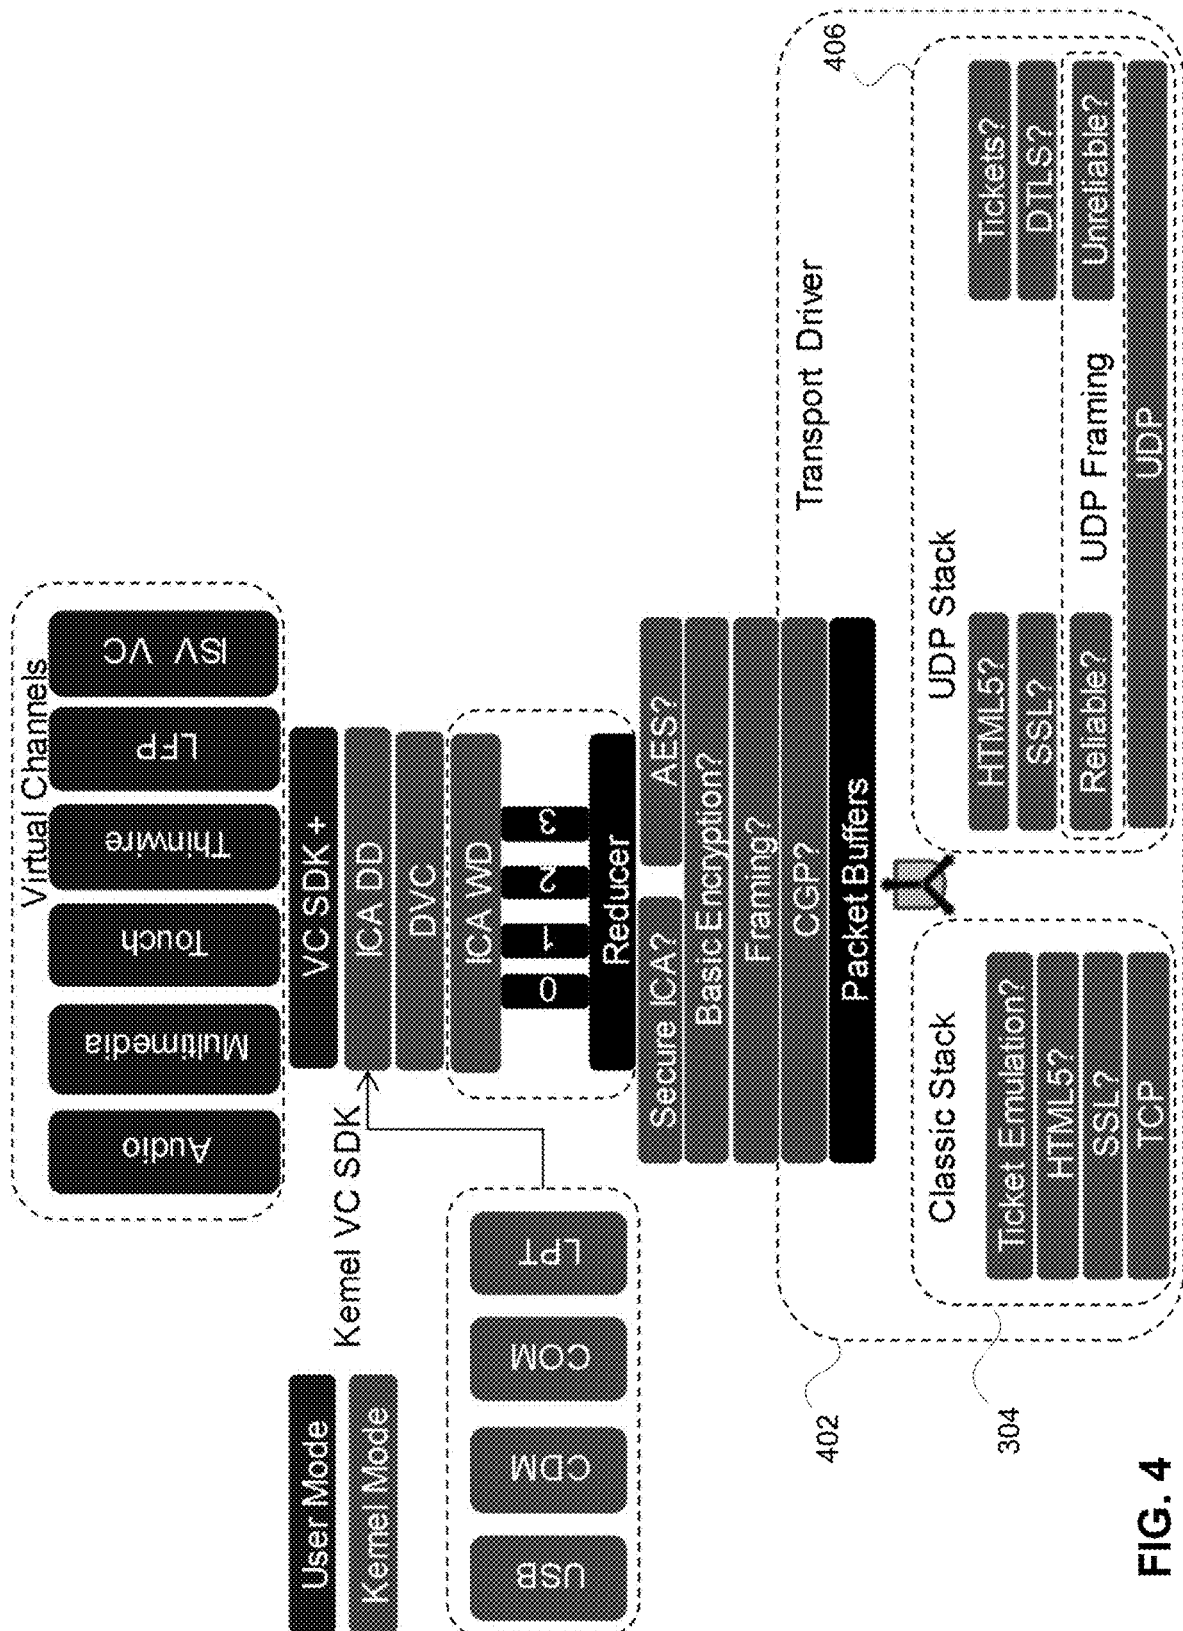 Virtual Channels
Audio
Multimedia
Touch
Thinwire
LFP
ISV VC
User Mode
Kernel Mode
Kernel VC SDK
VC SDK +
ICA DD
DVC
ICA WD
0
1
2
3
Reducer
USB
CDM
COM
LPT
Secure ICA?
AES?
Basic Encryption?
Framing?
CGP?
Packet Buffers
Transport Driver
402
304
406
Classic Stack
Ticket Emulation?
HTML5?
SSL?
TCP
UDP Stack
HTML5?
SSL?
Reliable?
Tickets?
DTLS?
Unreliable?
UDP Framing
UDP
FIG. 4